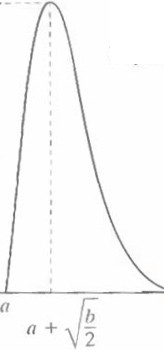 a
a + √(b/2)